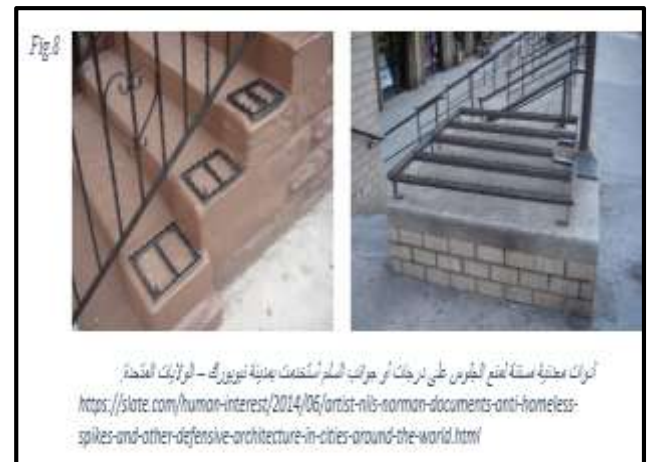 Fig.8
أدوات معدنية مسننة لمنع الجلوس على درجات أو جوانب السلم أستخدمت بمدينة نيويورك – الولايات المتحدة
https://slate.com/human-interest/2014/06/artist-nils-norman-documents-anti-homeless-
spikes-and-other-defensive-architecture-in-cities-around-the-world.html